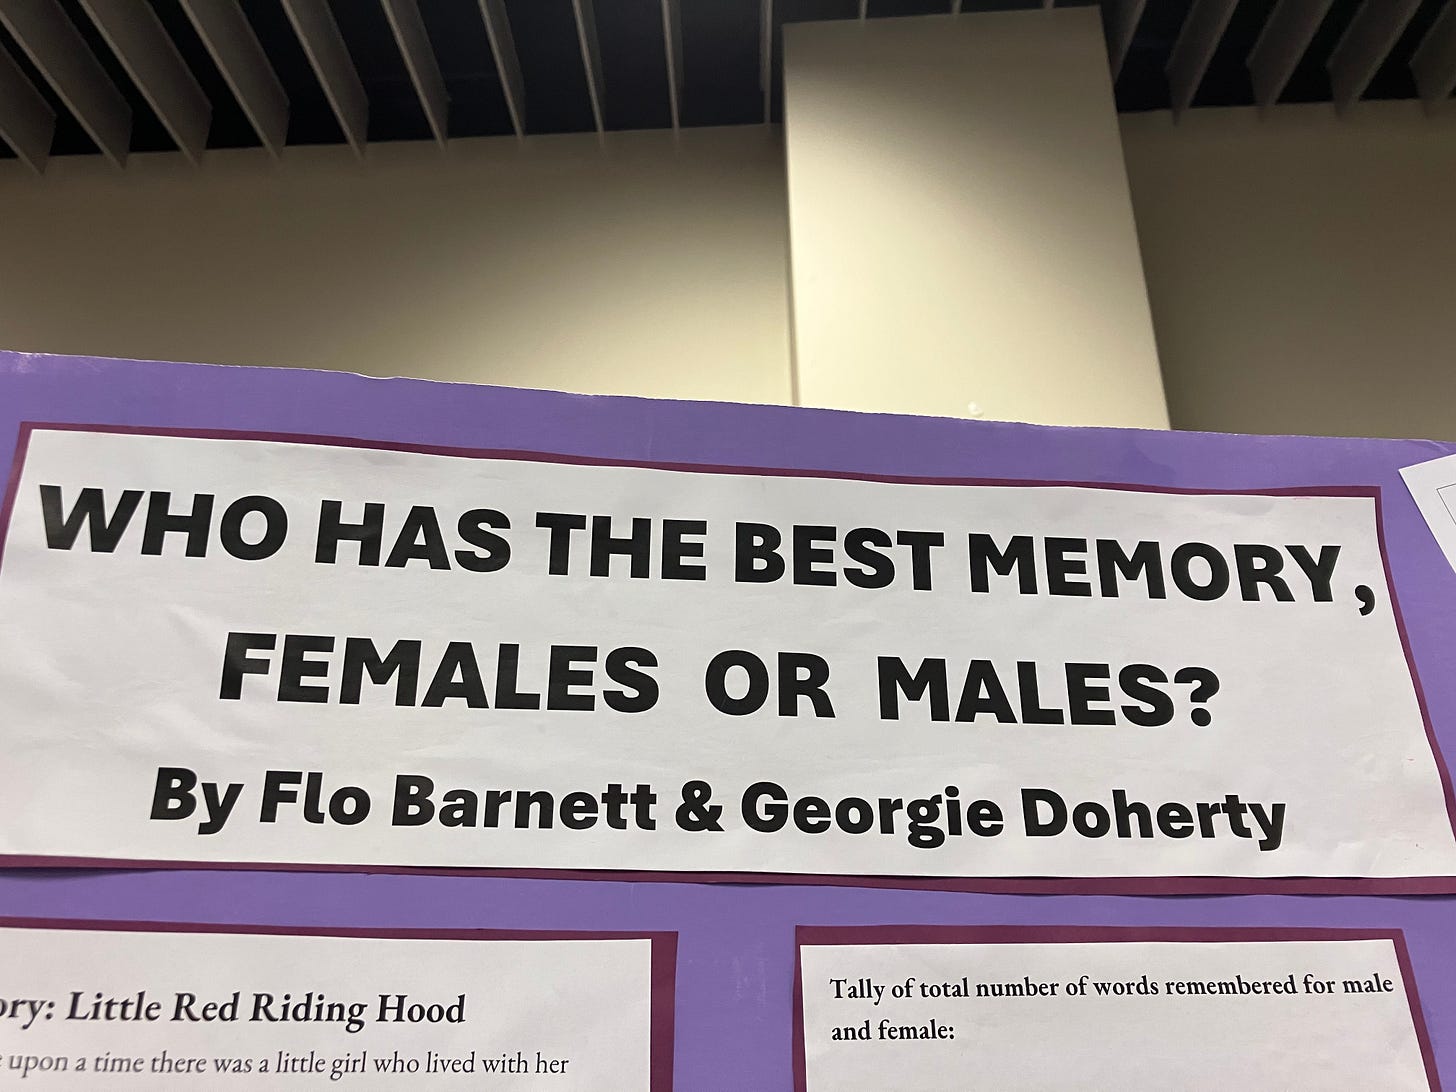 WHO HAS THE BEST MEMORY,
FEMALES OR MALES?
By Flo Barnett & Georgie Doherty
Little Red Riding Hood
upon a time there was a little girl who lived with her
Tally of total number of words remembered for male
and female: